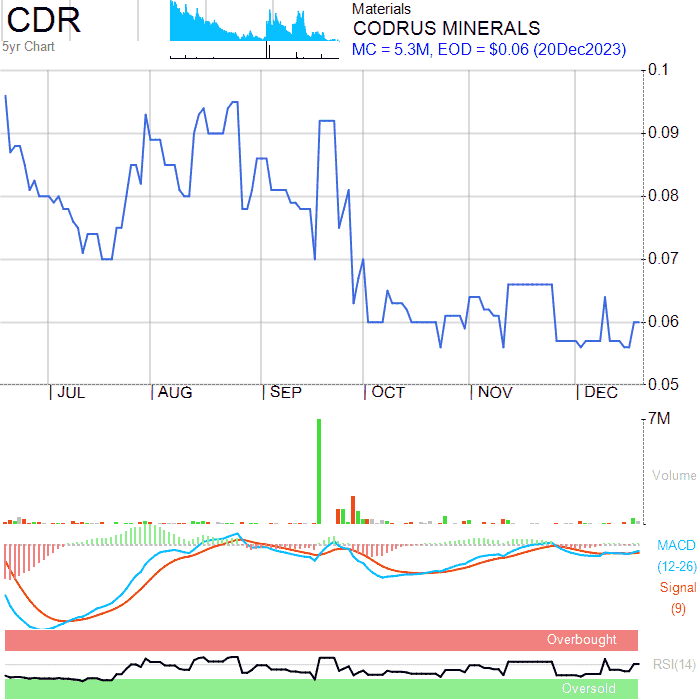 CDR
5yr Chart
Materials
CODRUS MINERALS
MC = 5.3M, EOD = $0.06 (20Dec2023)
0.1
0.09
0.08
0.07
0.06
0.05
JUL AUG SEP OCT NOV DEC
7M
Volume
MACD
(12-26)
Signal
(9)
Overbought
RSI(14)
Oversold